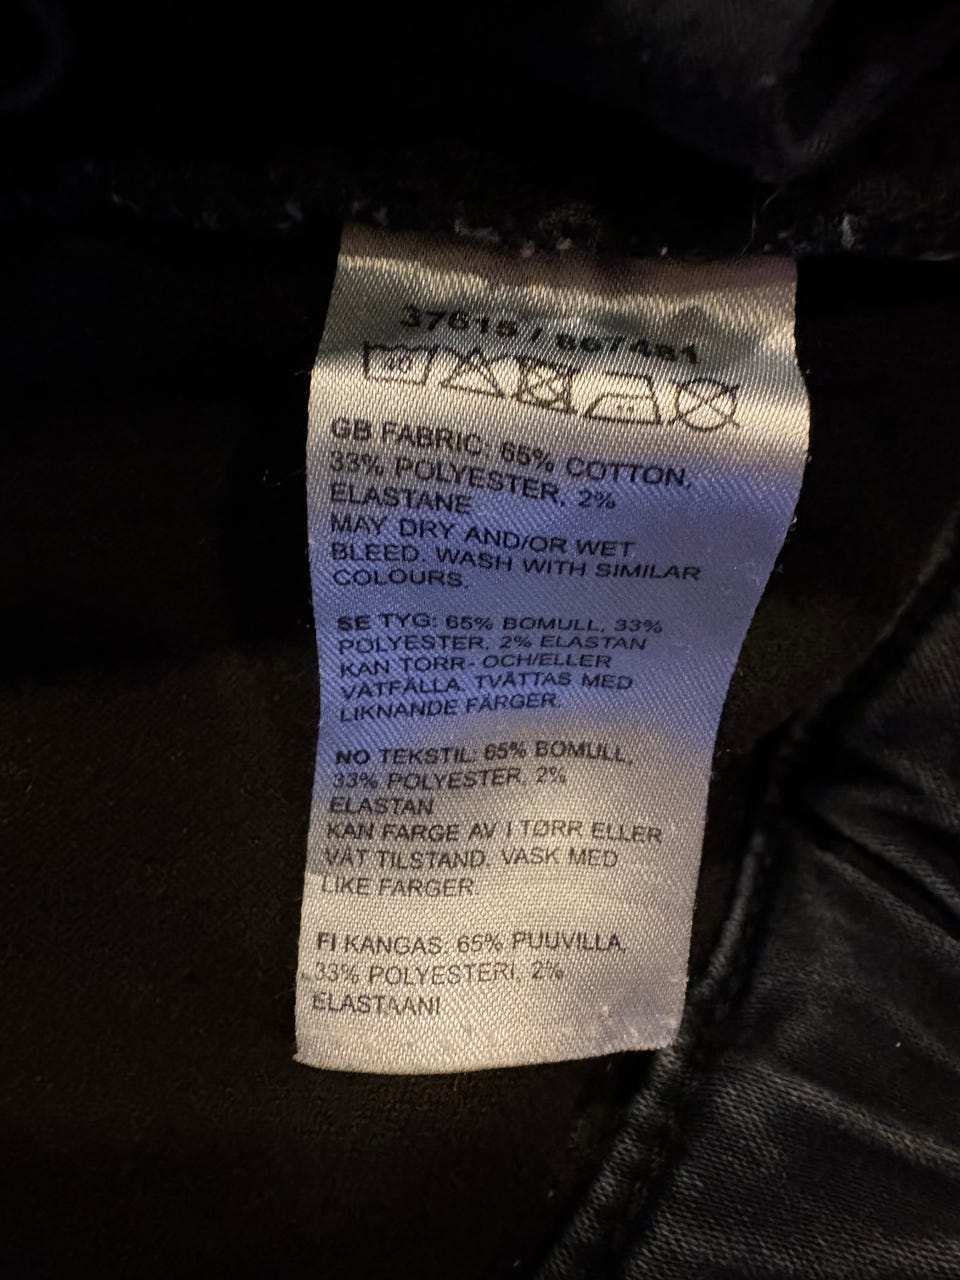 37615 / 867481
40
GB FABRIC: 65% COTTON,
33% POLYESTER, 2%
ELASTANE
MAY DRY AND/OR WET
BLEED. WASH WITH SIMILAR
COLOURS.
SE TYG: 65% BOMULL, 33%
POLYESTER, 2% ELASTAN
KAN TORR- OCH/ELLER
VÅTFÄLLA. TVÄTTAS MED
LIKNANDE FÄRGER.
NO TEKSTIL: 65% BOMULL,
33% POLYESTER, 2%
ELASTAN
KAN FARGE AV I TØRR ELLER
VÅT TILSTAND. VASK MED
LIKE FARGER.
FI KANGAS: 65% PUUVILLA,
33% POLYESTERI, 2%
ELASTAANI